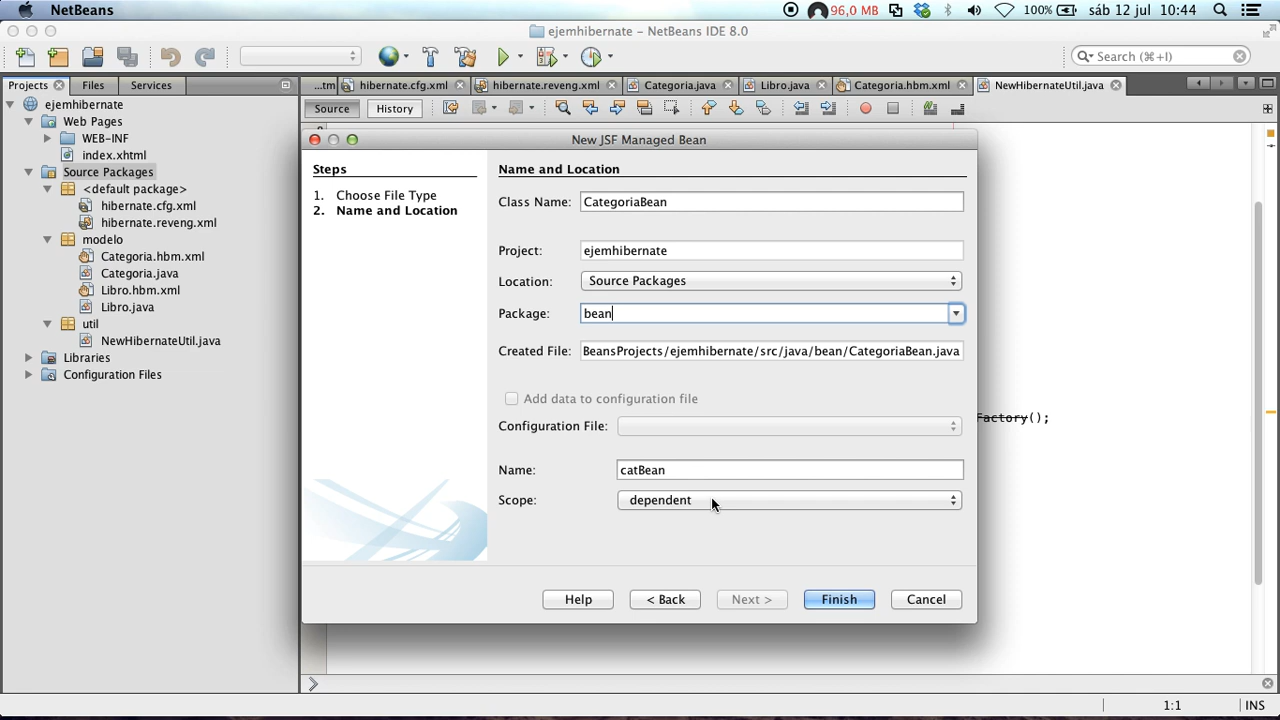 NetBeans 96,0 MB 100% sáb 12 jul 10:44
ejemhibernate – NetBeans IDE 8.0
Search (⌘+I)
Projects Files Services
...tm hibernate.cfg.xml hibernate.reveng.xml Categoria.java Libro.java Categoria.hbm.xml NewHibernateUtil.java
Source History
ejemhibernate
Web Pages
WEB-INF
index.xhtml
Source Packages
<default package>
hibernate.cfg.xml
hibernate.reveng.xml
modelo
Categoria.hbm.xml
Categoria.java
Libro.hbm.xml
Libro.java
util
NewHibernateUtil.java
Libraries
Configuration Files
New JSF Managed Bean
Steps
1. Choose File Type
2. Name and Location
Name and Location
Class Name: CategoriaBean
Project: ejemhibernate
Location: Source Packages
Package: bean
Created File: BeansProjects/ejemhibernate/src/java/bean/CategoriaBean.java
Add data to configuration file
Configuration File:
Name: catBean
Scope: dependent
Help < Back Next > Finish Cancel
Factory();
1:1 INS